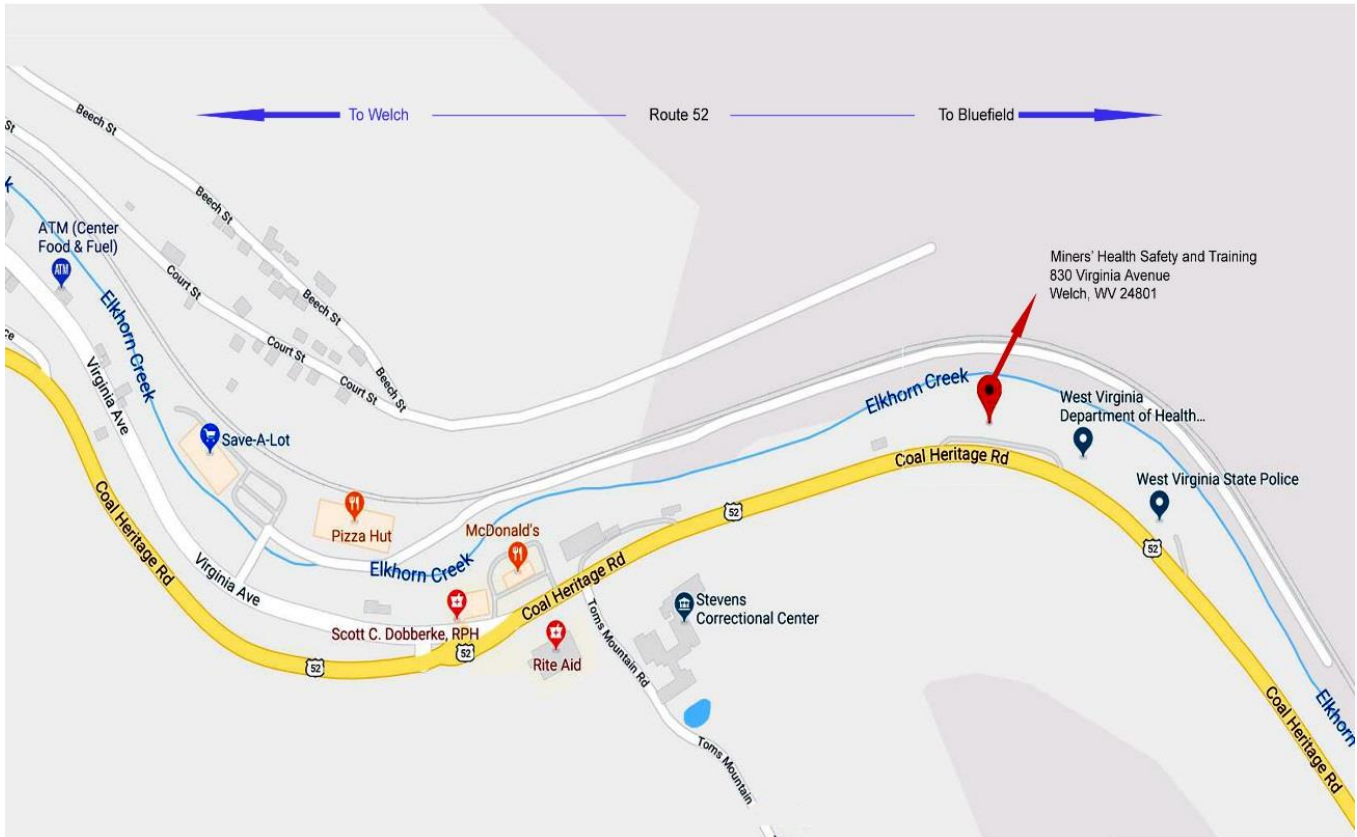 To Welch
Route 52
To Bluefield
Beech St
St
k
Beech St
ATM (Center
Food & Fuel)
ATM
Court St
Beech St
Miners' Health Safety and Training
830 Virginia Avenue
Welch, WV 24801
Elkhorn Creek
Court St
ce
Virginia Ave
Court St
Beech St
Elkhorn Creek
West Virginia
Department of Health...
Save-A-Lot
Coal Heritage Rd
West Virginia State Police
Coal Heritage Rd
52
Pizza Hut
McDonald's
52
Elkhorn Creek
Virginia Ave
Coal Heritage Rd
Stevens
Correctional Center
Toms Mountain Rd
Scott C. Dobberke, RPH
52
52
Rite Aid
Elkhorn
Coal Heritage Rd
Toms Mountain